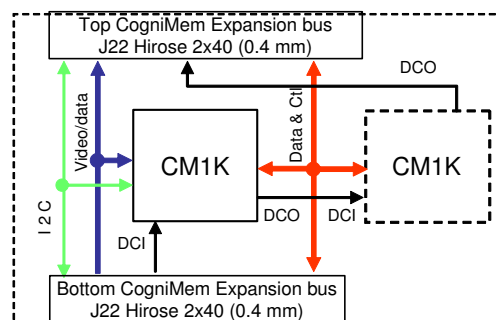 Top CogniMem Expansion bus
J22 Hirose 2x40 (0.4 mm)
DCO
Video/data
Data & Ctl
CM1K
CM1K
I 2 C
DCO
DCI
DCI
Bottom CogniMem Expansion bus
J22 Hirose 2x40 (0.4 mm)